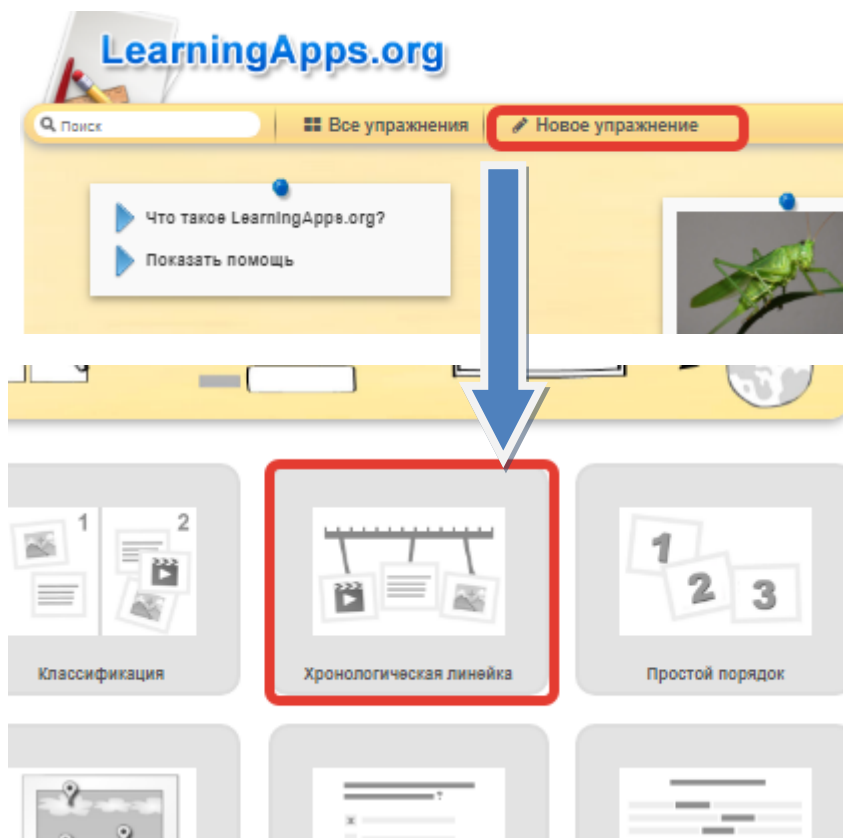 LearningApps.org
Поиск
Все упражнения
Новое упражнение
Что такое LearningApps.org?
Показать помощь
1 2
1 2 3
Классификация
Хронологическая линейка
Простой порядок
?
x